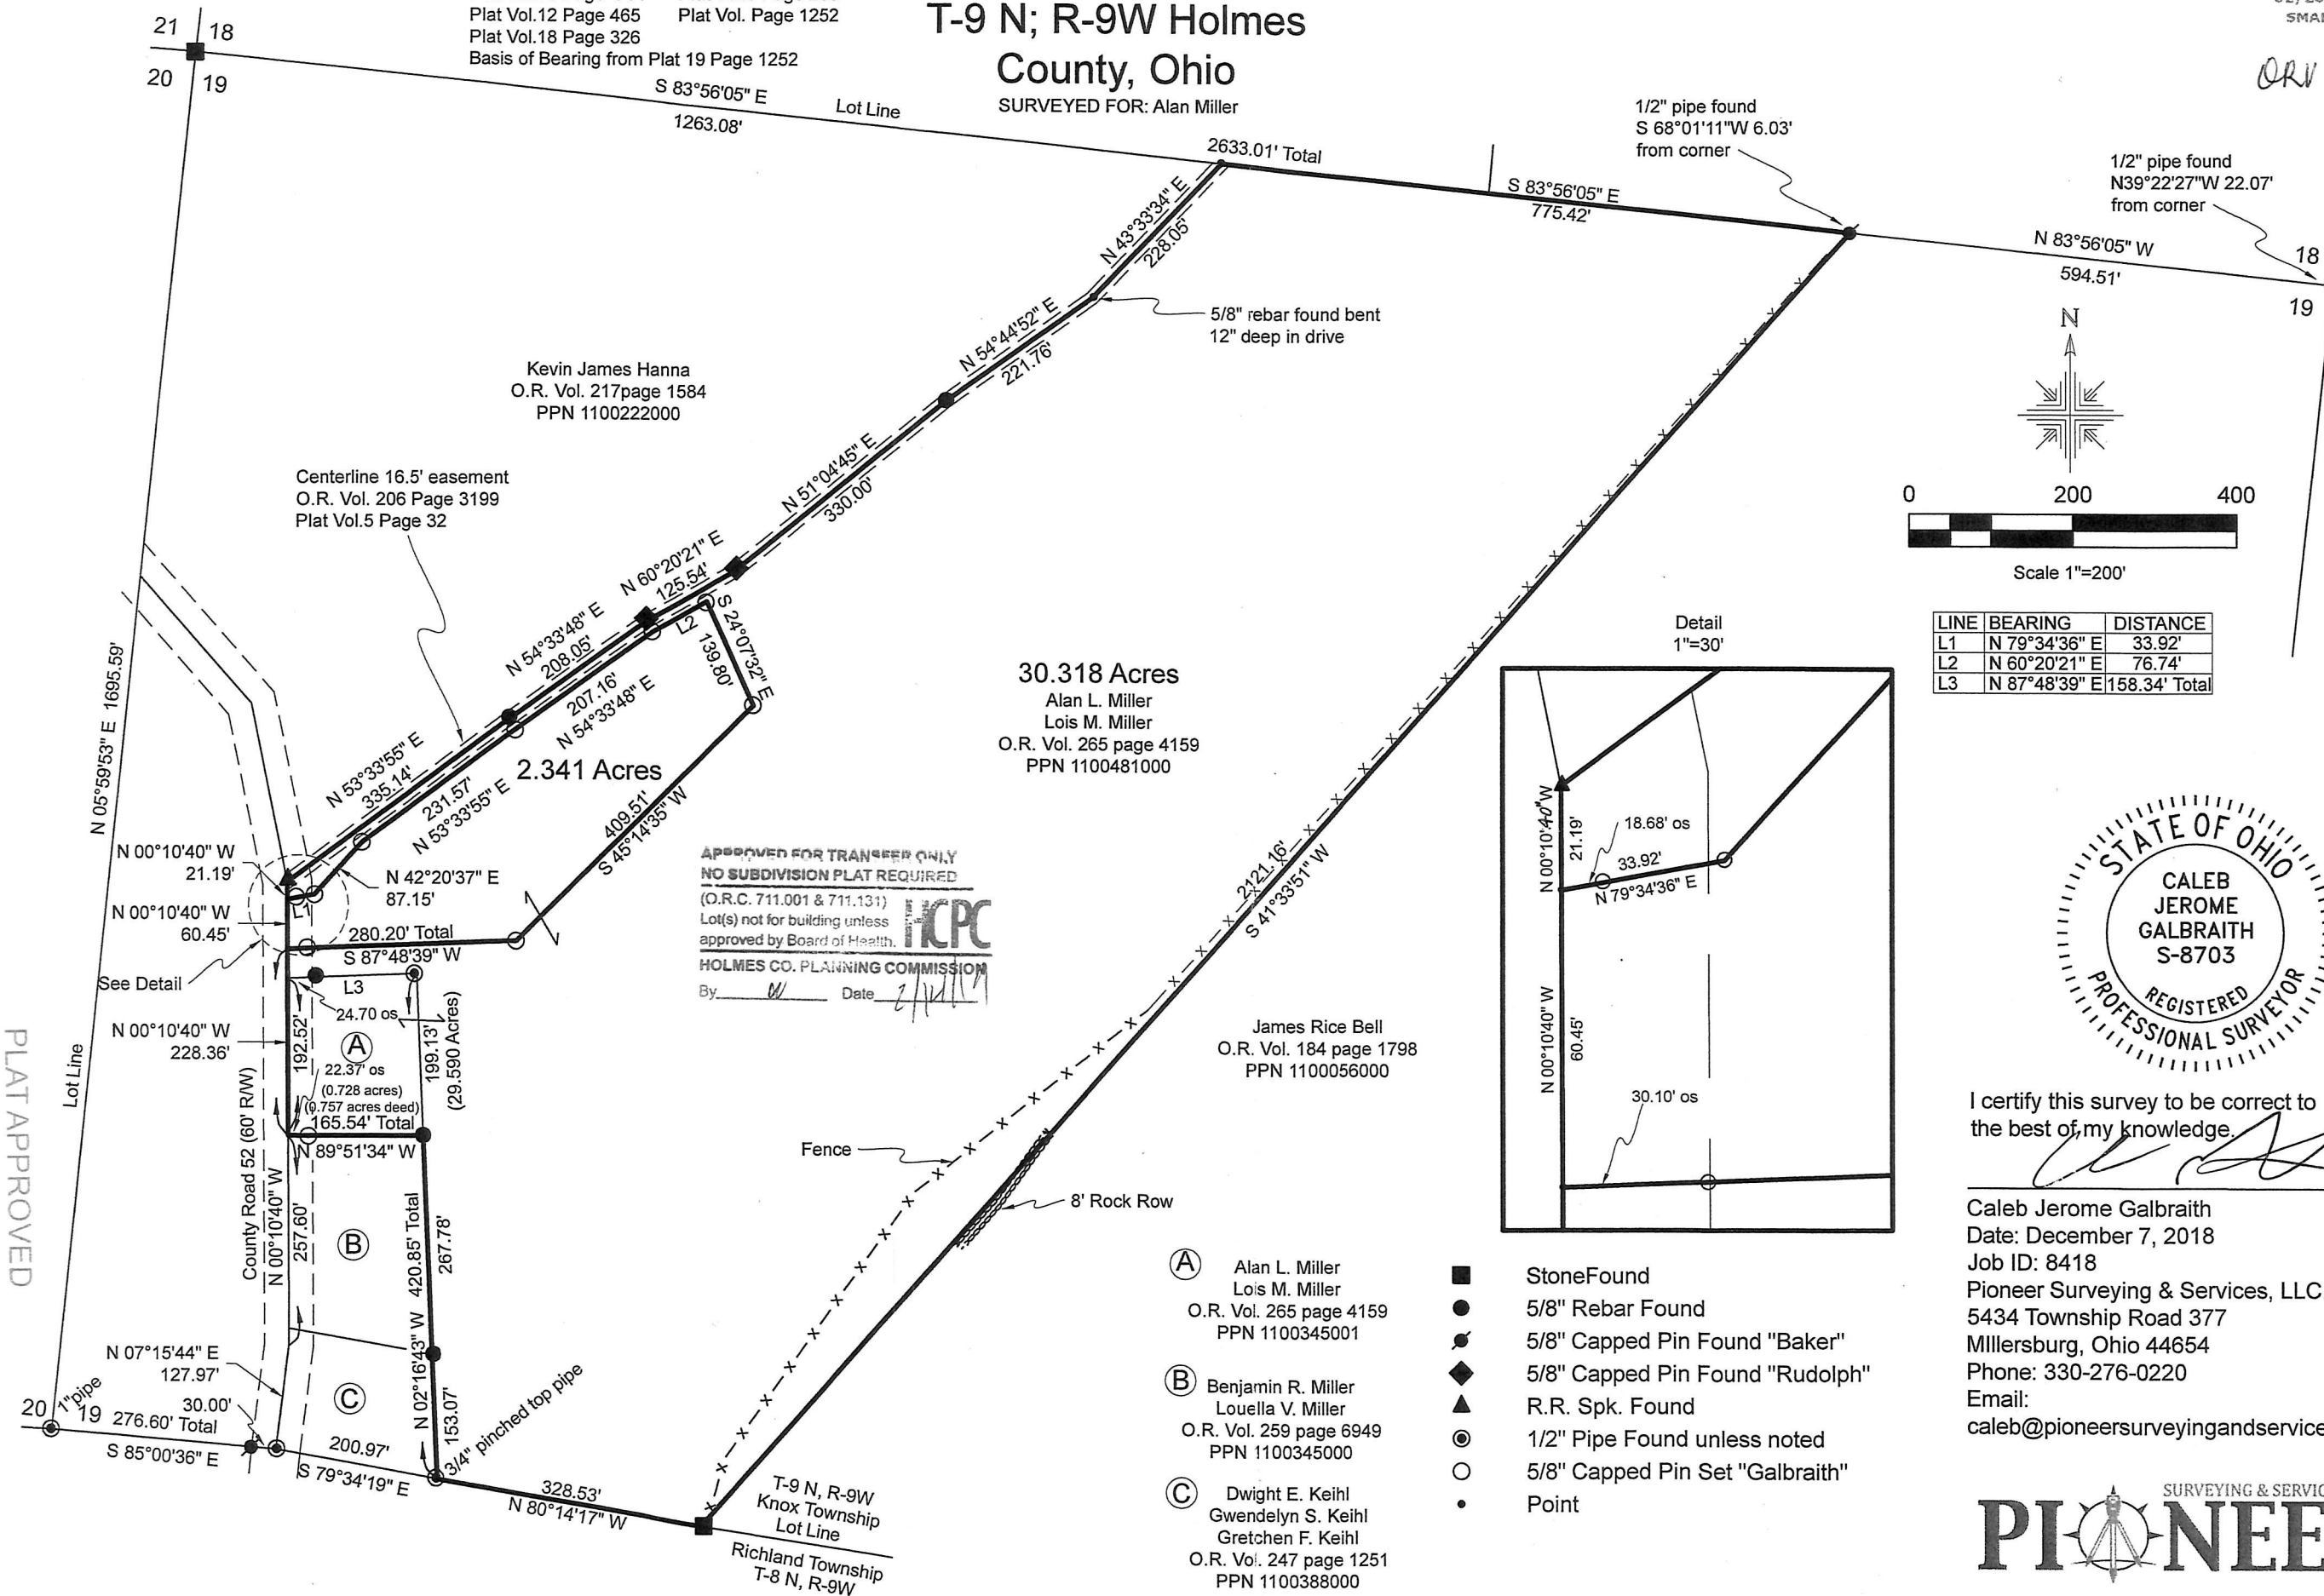 Plat Vol.12 Page 465 Plat Vol. Page 1252
Plat Vol.18 Page 326
Basis of Bearing from Plat 19 Page 1252
T-9 N; R-9W Holmes
County, Ohio
SURVEYED FOR: Alan Miller
21 18
20 19
S 83°56'05" E
1263.08'
Lot Line
2633.01' Total
S 83°56'05" E
775.42'
1/2" pipe found
S 68°01'11"W 6.03'
from corner
1/2" pipe found
N39°22'27"W 22.07'
from corner
N 83°56'05" W
594.51'
18
19
N 43°33'34" E
228.05'
5/8" rebar found bent
12" deep in drive
N 54°44'52" E
221.76'
Kevin James Hanna
O.R. Vol. 217page 1584
PPN 1100222000
N 51°04'45" E
330.00'
Centerline 16.5' easement
O.R. Vol. 206 Page 3199
Plat Vol.5 Page 32
N 60°20'21" E
125.54'
L2
S 24°07'32" E
139.80'
N 54°33'48" E
208.05'
207.16'
N 54°33'48" E
N 53°33'55" E
335.14'
231.57'
N 53°33'55" E
2.341 Acres
409.51'
S 45°14'35" W
N 05°59'53" E 1695.59'
Lot Line
30.318 Acres
Alan L. Miller
Lois M. Miller
O.R. Vol. 265 page 4159
PPN 1100481000
2121.16'
S 41°33'51" W
N
0 200 400
Scale 1"=200'
LINE BEARING DISTANCE
L1 N 79°34'36" E 33.92'
L2 N 60°20'21" E 76.74'
L3 N 87°48'39" E 158.34' Total
Detail
1"=30'
N 00°10'40"W
21.19'
18.68' os
33.92'
N 79°34'36" E
N 00°10'40" W
60.45'
30.10' os
N 00°10'40" W
21.19'
N 42°20'37" E
87.15'
L1
N 00°10'40" W
60.45'
280.20' Total
S 87°48'39" W
See Detail
L3
24.70 os
N 00°10'40" W
228.36'
192.52'
A
22.37' os
(0.728 acres)
(0.757 acres deed)
165.54' Total
N 89°51'34" W
199.13'
(29.590 Acres)
County Road 52 (60' R/W)
N 00°10'40" W
257.60'
B
N 02°16'43" W 420.85' Total
267.78'
153.07'
C
N 07°15'44" E
127.97'
30.00'
1"pipe
20
19
276.60' Total
S 85°00'36" E
200.97'
S 79°34'19" E
3/4" pinched top pipe
328.53'
N 80°14'17" W
T-9 N, R-9W
Knox Township
Lot Line
Richland Township
T-8 N, R-9W
APPROVED FOR TRANSFER ONLY
NO SUBDIVISION PLAT REQUIRED
(O.R.C. 711.001 & 711.131)
Lot(s) not for building unless
approved by Board of Health.
HCPC
HOLMES CO. PLANNING COMMISSION
By Date
PLAT APPROVED
James Rice Bell
O.R. Vol. 184 page 1798
PPN 1100056000
Fence
8' Rock Row
A
Alan L. Miller
Lois M. Miller
O.R. Vol. 265 page 4159
PPN 1100345001
B
Benjamin R. Miller
Louella V. Miller
O.R. Vol. 259 page 6949
PPN 1100345000
C
Dwight E. Keihl
Gwendelyn S. Keihl
Gretchen F. Keihl
O.R. Vol. 247 page 1251
PPN 1100388000
StoneFound
5/8" Rebar Found
5/8" Capped Pin Found "Baker"
5/8" Capped Pin Found "Rudolph"
R.R. Spk. Found
1/2" Pipe Found unless noted
5/8" Capped Pin Set "Galbraith"
Point
STATE OF OHIO
CALEB
JEROME
GALBRAITH
S-8703
REGISTERED
PROFESSIONAL SURVEYOR
I certify this survey to be correct to
the best of my knowledge.
Caleb Jerome Galbraith
Date: December 7, 2018
Job ID: 8418
Pioneer Surveying & Services, LLC
5434 Township Road 377
MIllersburg, Ohio 44654
Phone: 330-276-0220
Email:
caleb@pioneersurveyingandservice
SURVEYING & SERVIC
PIONEE